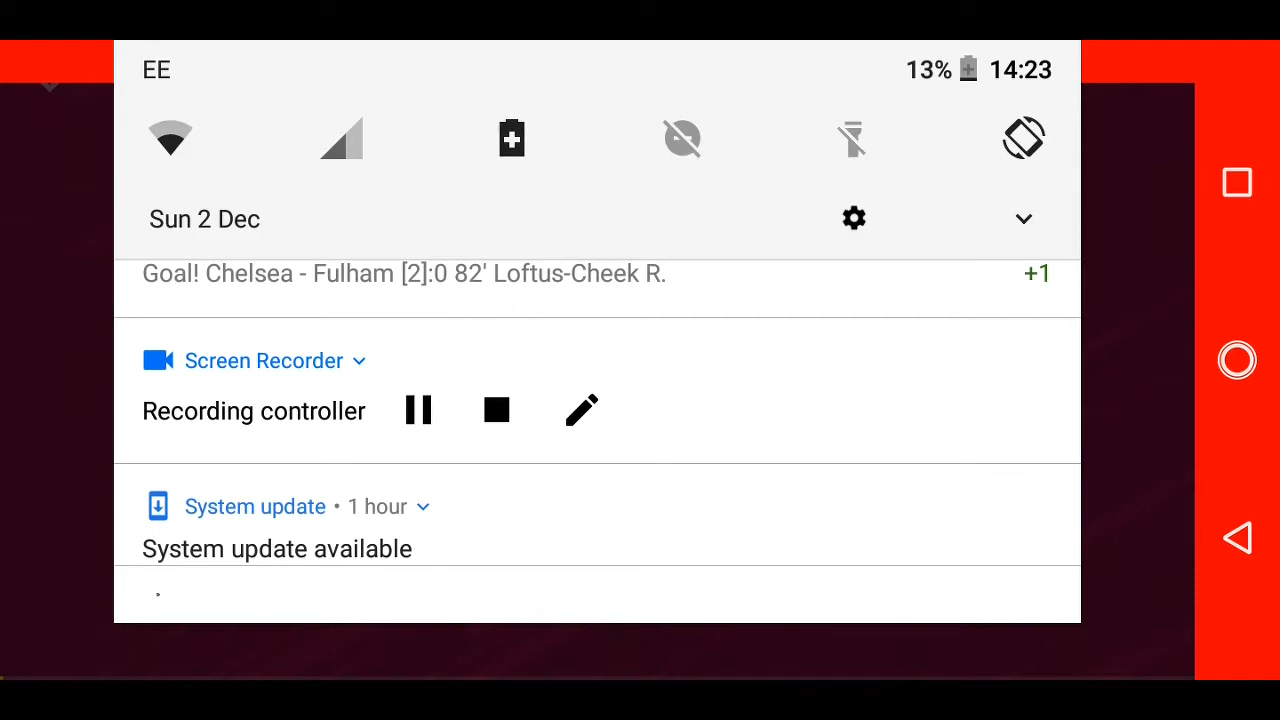 EE 13% 14:23
Sun 2 Dec
Goal! Chelsea - Fulham [2]:0 82' Loftus-Cheek R. +1
Screen Recorder
Recording controller
System update • 1 hour
System update available